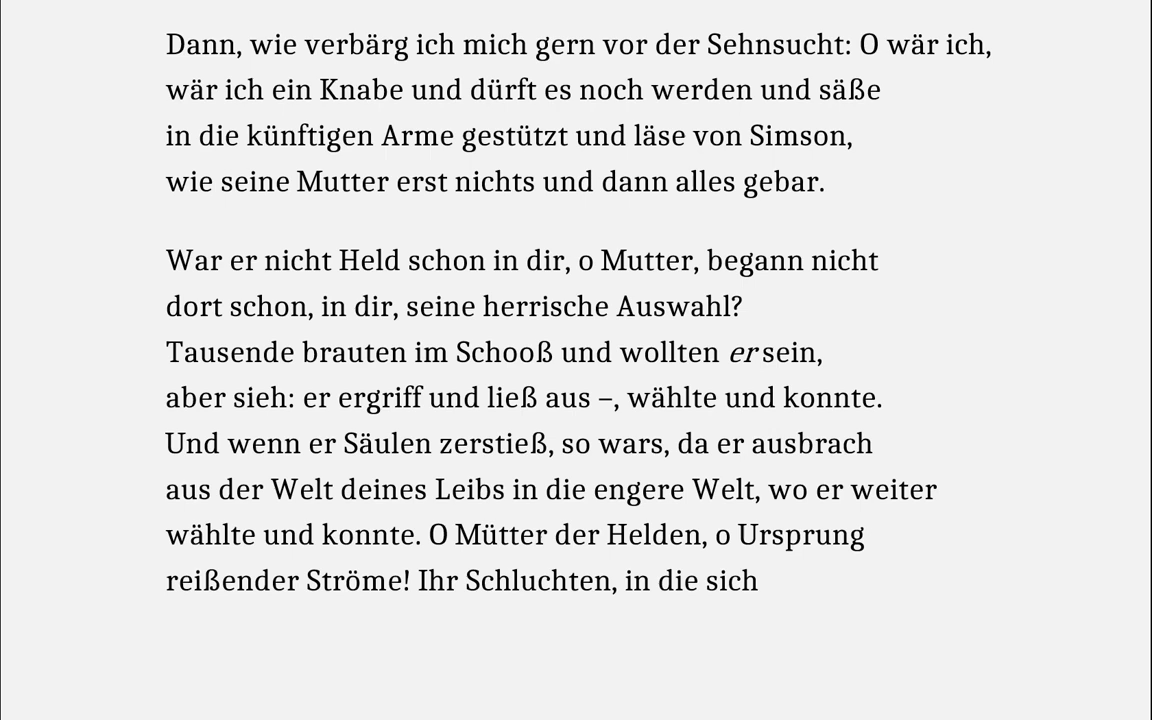 Dann, wie verbärg ich mich gern vor der Sehnsucht: O wär ich,
wär ich ein Knabe und dürft es noch werden und säße
in die künftigen Arme gestützt und läse von Simson,
wie seine Mutter erst nichts und dann alles gebar.
War er nicht Held schon in dir, o Mutter, begann nicht
dort schon, in dir, seine herrische Auswahl?
Tausende brauten im Schooß und wollten er sein,
aber sieh: er ergriff und ließ aus –, wählte und konnte.
Und wenn er Säulen zerstieß, so wars, da er ausbrach
aus der Welt deines Leibs in die engere Welt, wo er weiter
wählte und konnte. O Mütter der Helden, o Ursprung
reißender Ströme! Ihr Schluchten, in die sich